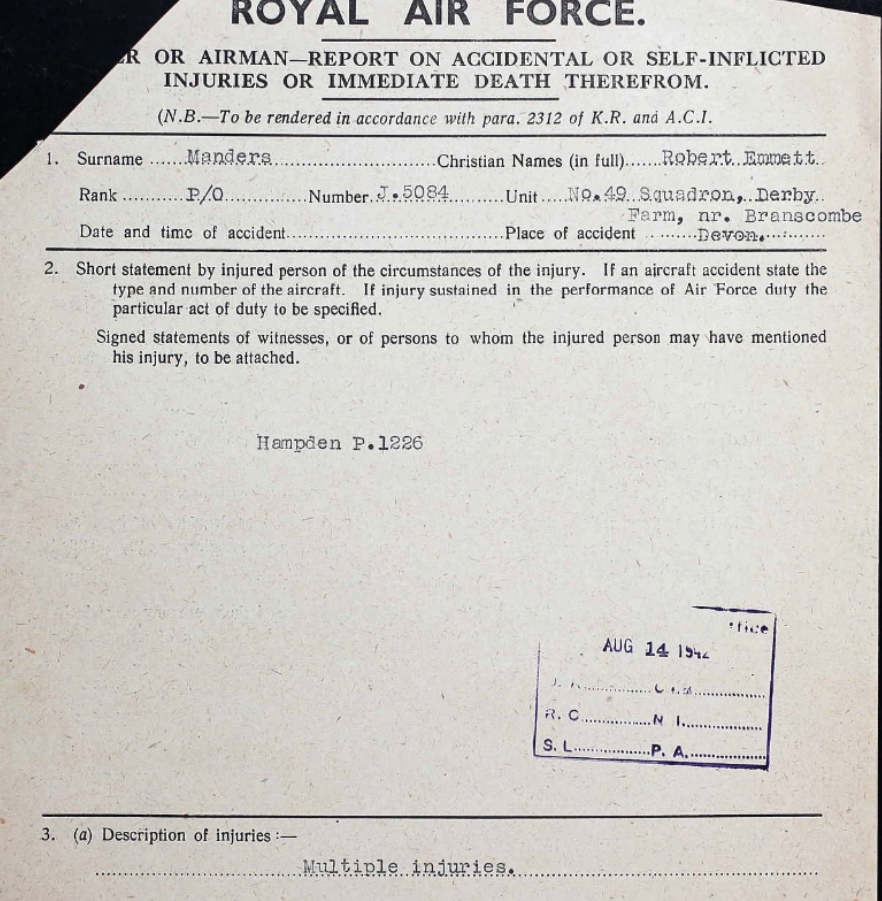 ROYAL AIR FORCE.
R OR AIRMAN—REPORT ON ACCIDENTAL OR SELF-INFLICTED
INJURIES OR IMMEDIATE DEATH THEREFROM.
(N.B.—To be rendered in accordance with para. 2312 of K.R. and A.C.I.
1. Surname ......Manders..........................Christian Names (in full)......Robert Emmett..
Rank ..........P/O.............Number.J.5084.........Unit.....No.49 Squadron, Derby..
Farm, nr. Branscombe
Date and time of accident....................................Place of accident .........Devon...........
2. Short statement by injured person of the circumstances of the injury. If an aircraft accident state the
type and number of the aircraft. If injury sustained in the performance of Air Force duty the
particular act of duty to be specified.
Signed statements of witnesses, or of persons to whom the injured person may have mentioned
his injury, to be attached.
Hampden P.1226
AUG 14 1942
R. C................N I..................
S. L..................P. A..................
3. (a) Description of injuries :—
....................................Multiple injuries.....................................................